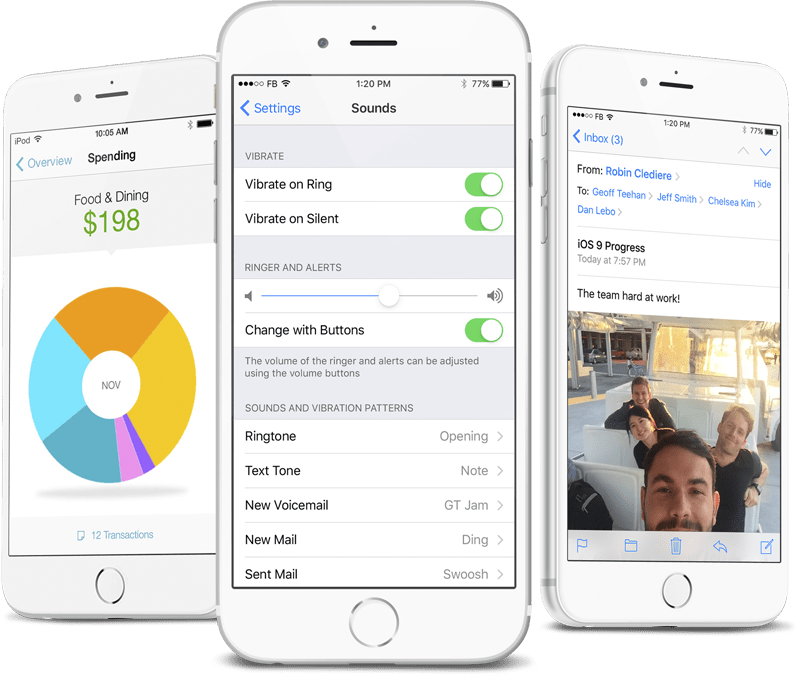 iPod
10:05 AM
Overview
Spending
Food & Dining
$198
NOV
12 Transactions
FB
1:20 PM
77%
Settings
Sounds
VIBRATE
Vibrate on Ring
Vibrate on Silent
RINGER AND ALERTS
Change with Buttons
The volume of the ringer and alerts can be adjusted
using the volume buttons
SOUNDS AND VIBRATION PATTERNS
Ringtone Opening
Text Tone Note
New Voicemail GT Jam
New Mail Ding
Sent Mail Swoosh
FB
1:20 PM
77%
Inbox (3)
From: Robin Clediere
Hide
To: Geoff Teehan Jeff Smith Chelsea Kim
Dan Lebo
iOS 9 Progress
Today at 7:57 PM
The team hard at work!